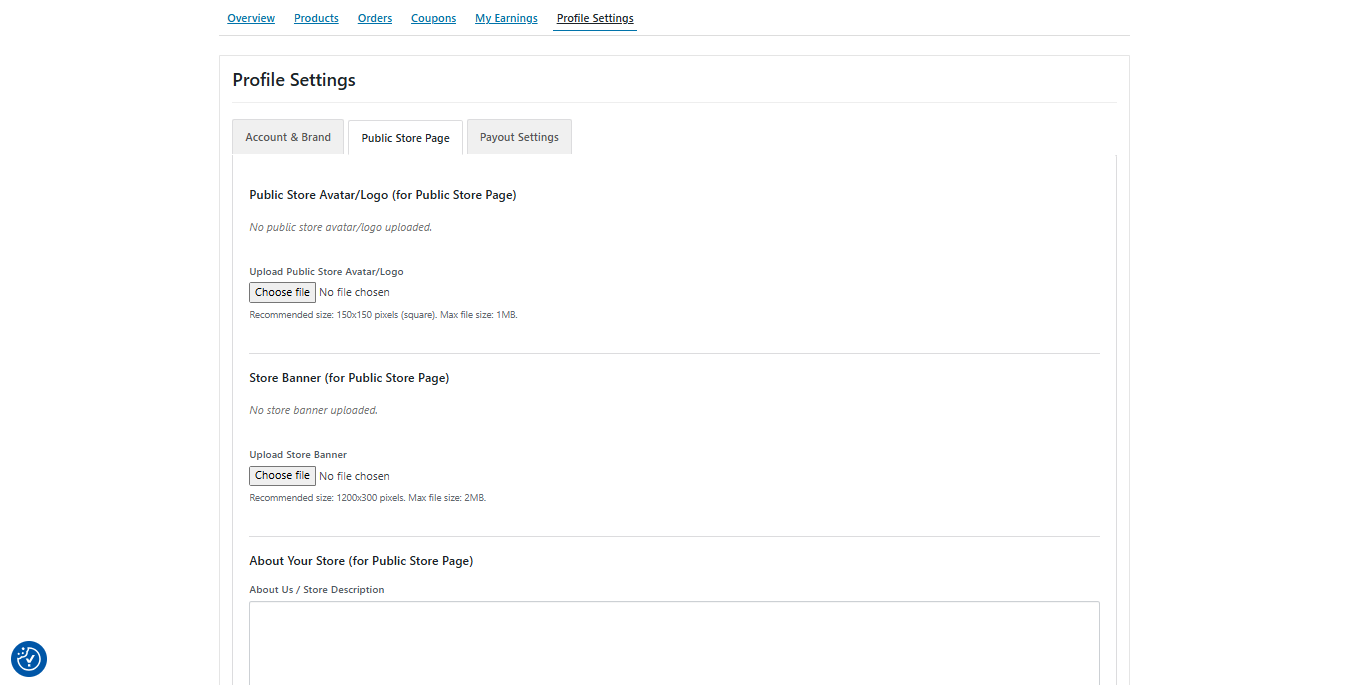 Overview Products Orders Coupons My Earnings Profile Settings
Profile Settings
Account & Brand Public Store Page Payout Settings
Public Store Avatar/Logo (for Public Store Page)
No public store avatar/logo uploaded.
Upload Public Store Avatar/Logo
Choose file No file chosen
Recommended size: 150x150 pixels (square). Max file size: 1MB.
Store Banner (for Public Store Page)
No store banner uploaded.
Upload Store Banner
Choose file No file chosen
Recommended size: 1200x300 pixels. Max file size: 2MB.
About Your Store (for Public Store Page)
About Us / Store Description